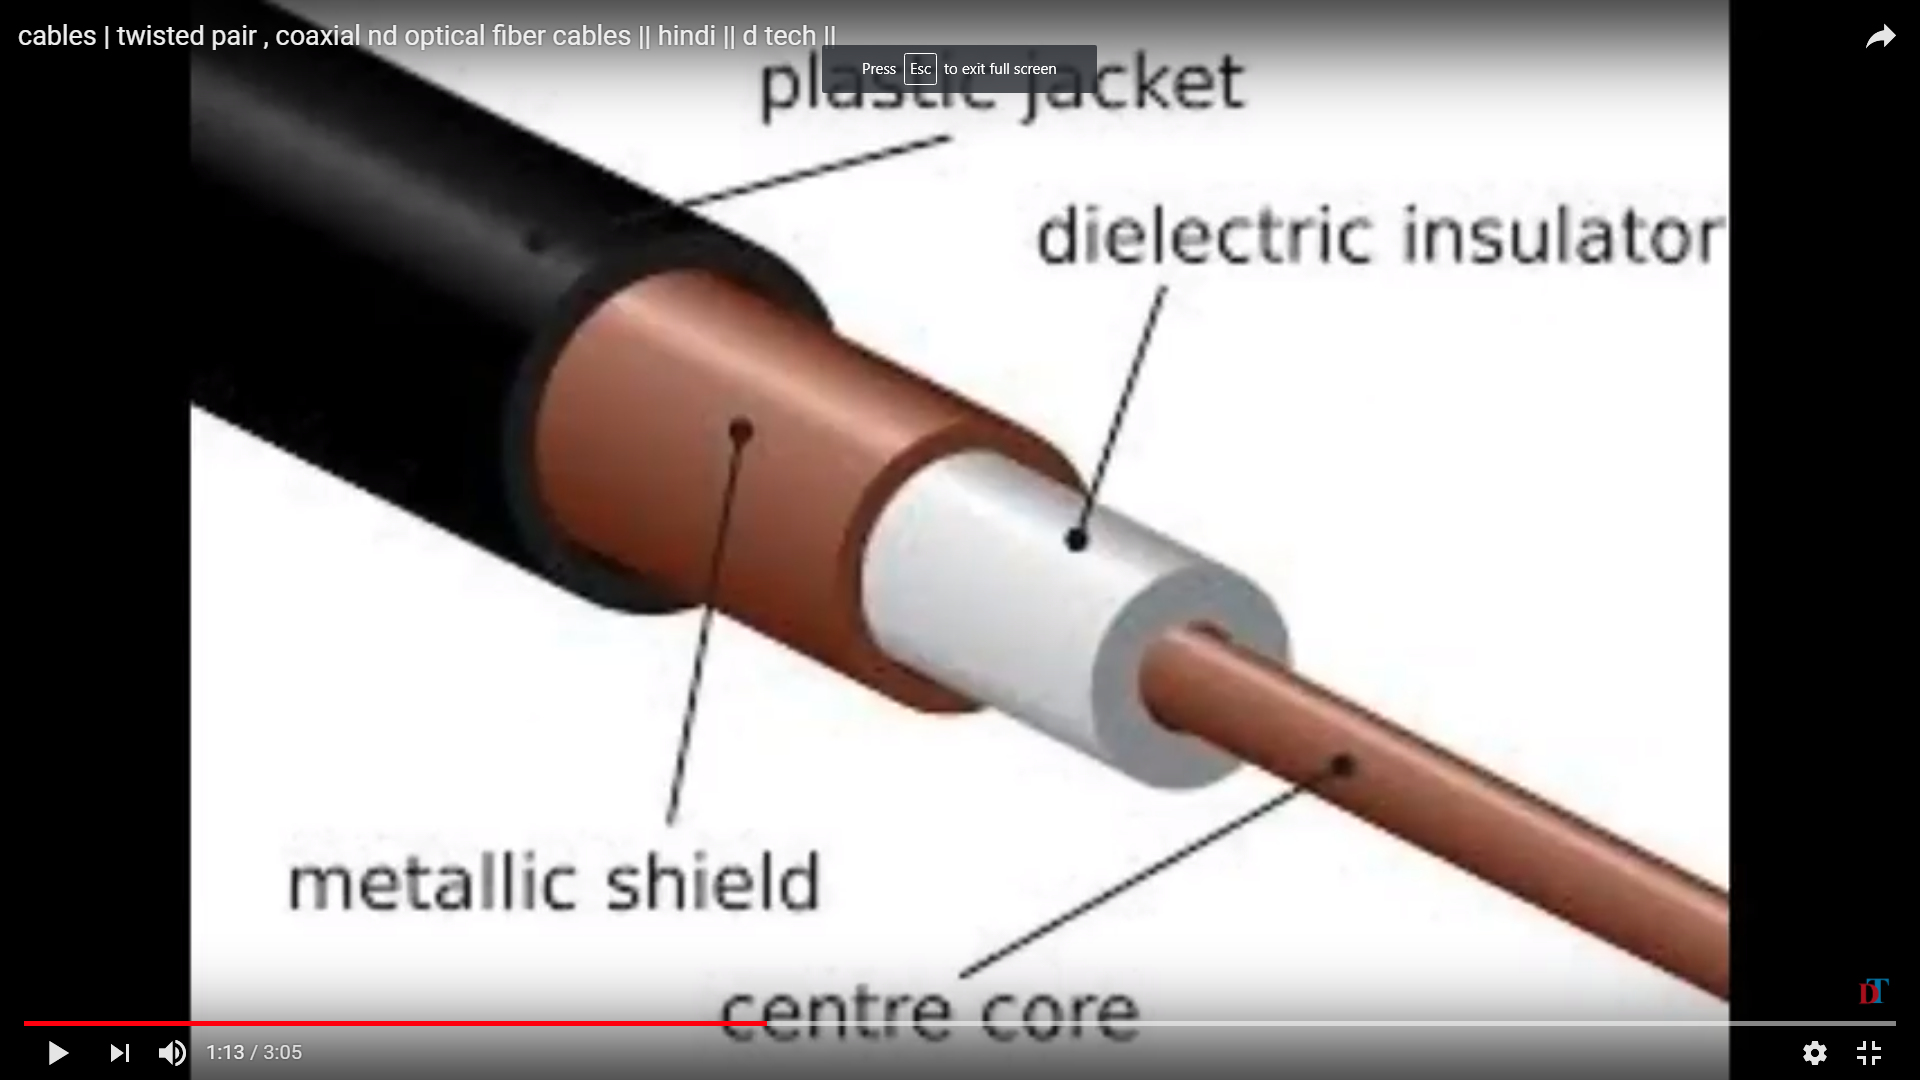 cables | twisted pair , coaxial nd optical fiber cables || hindi || d tech ||
Press Esc to exit full screen
plastic jacket
dielectric insulator
metallic shield
centre core
DT
1:13 / 3:05